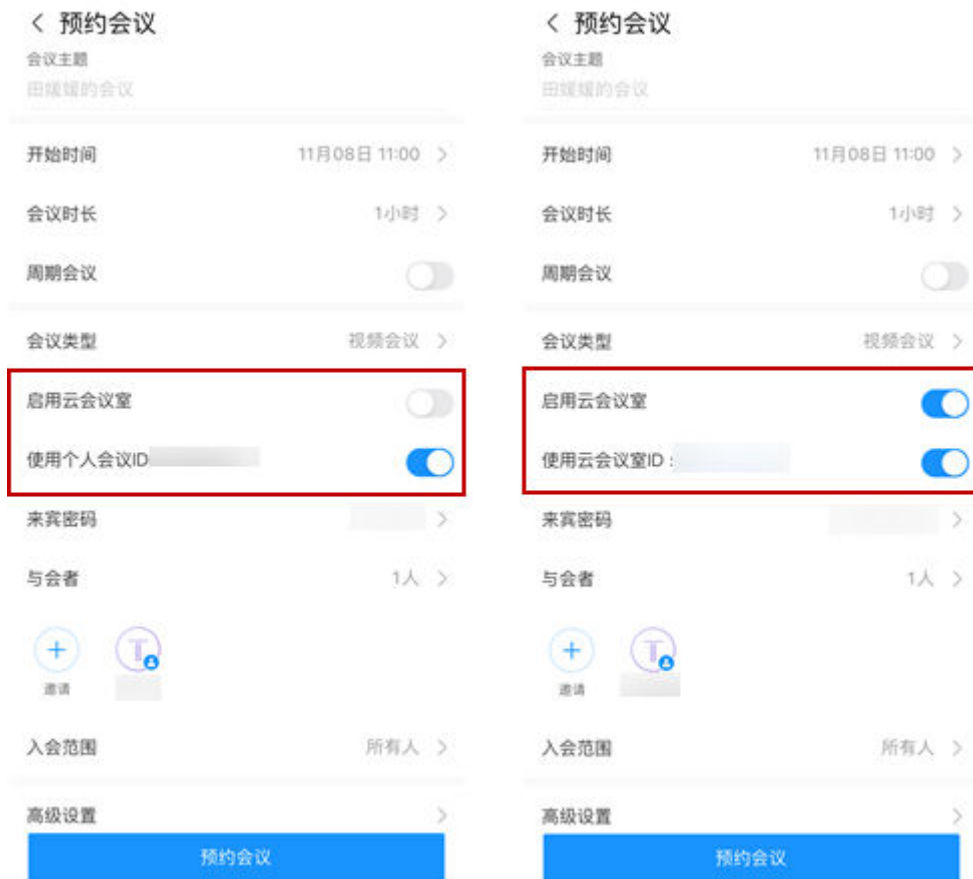 预约会议
会议主题
田媛媛的会议
开始时间 11月08日 11:00
会议时长 1小时
周期会议
会议类型 视频会议
启用云会议室
使用个人会议ID
来宾密码
与会者 1人
T
邀请
入会范围 所有人
高级设置
预约会议
预约会议
会议主题
田媛媛的会议
开始时间 11月08日 11:00
会议时长 1小时
周期会议
会议类型 视频会议
启用云会议室
使用云会议室ID：
来宾密码
与会者 1人
T
邀请
入会范围 所有人
高级设置
预约会议